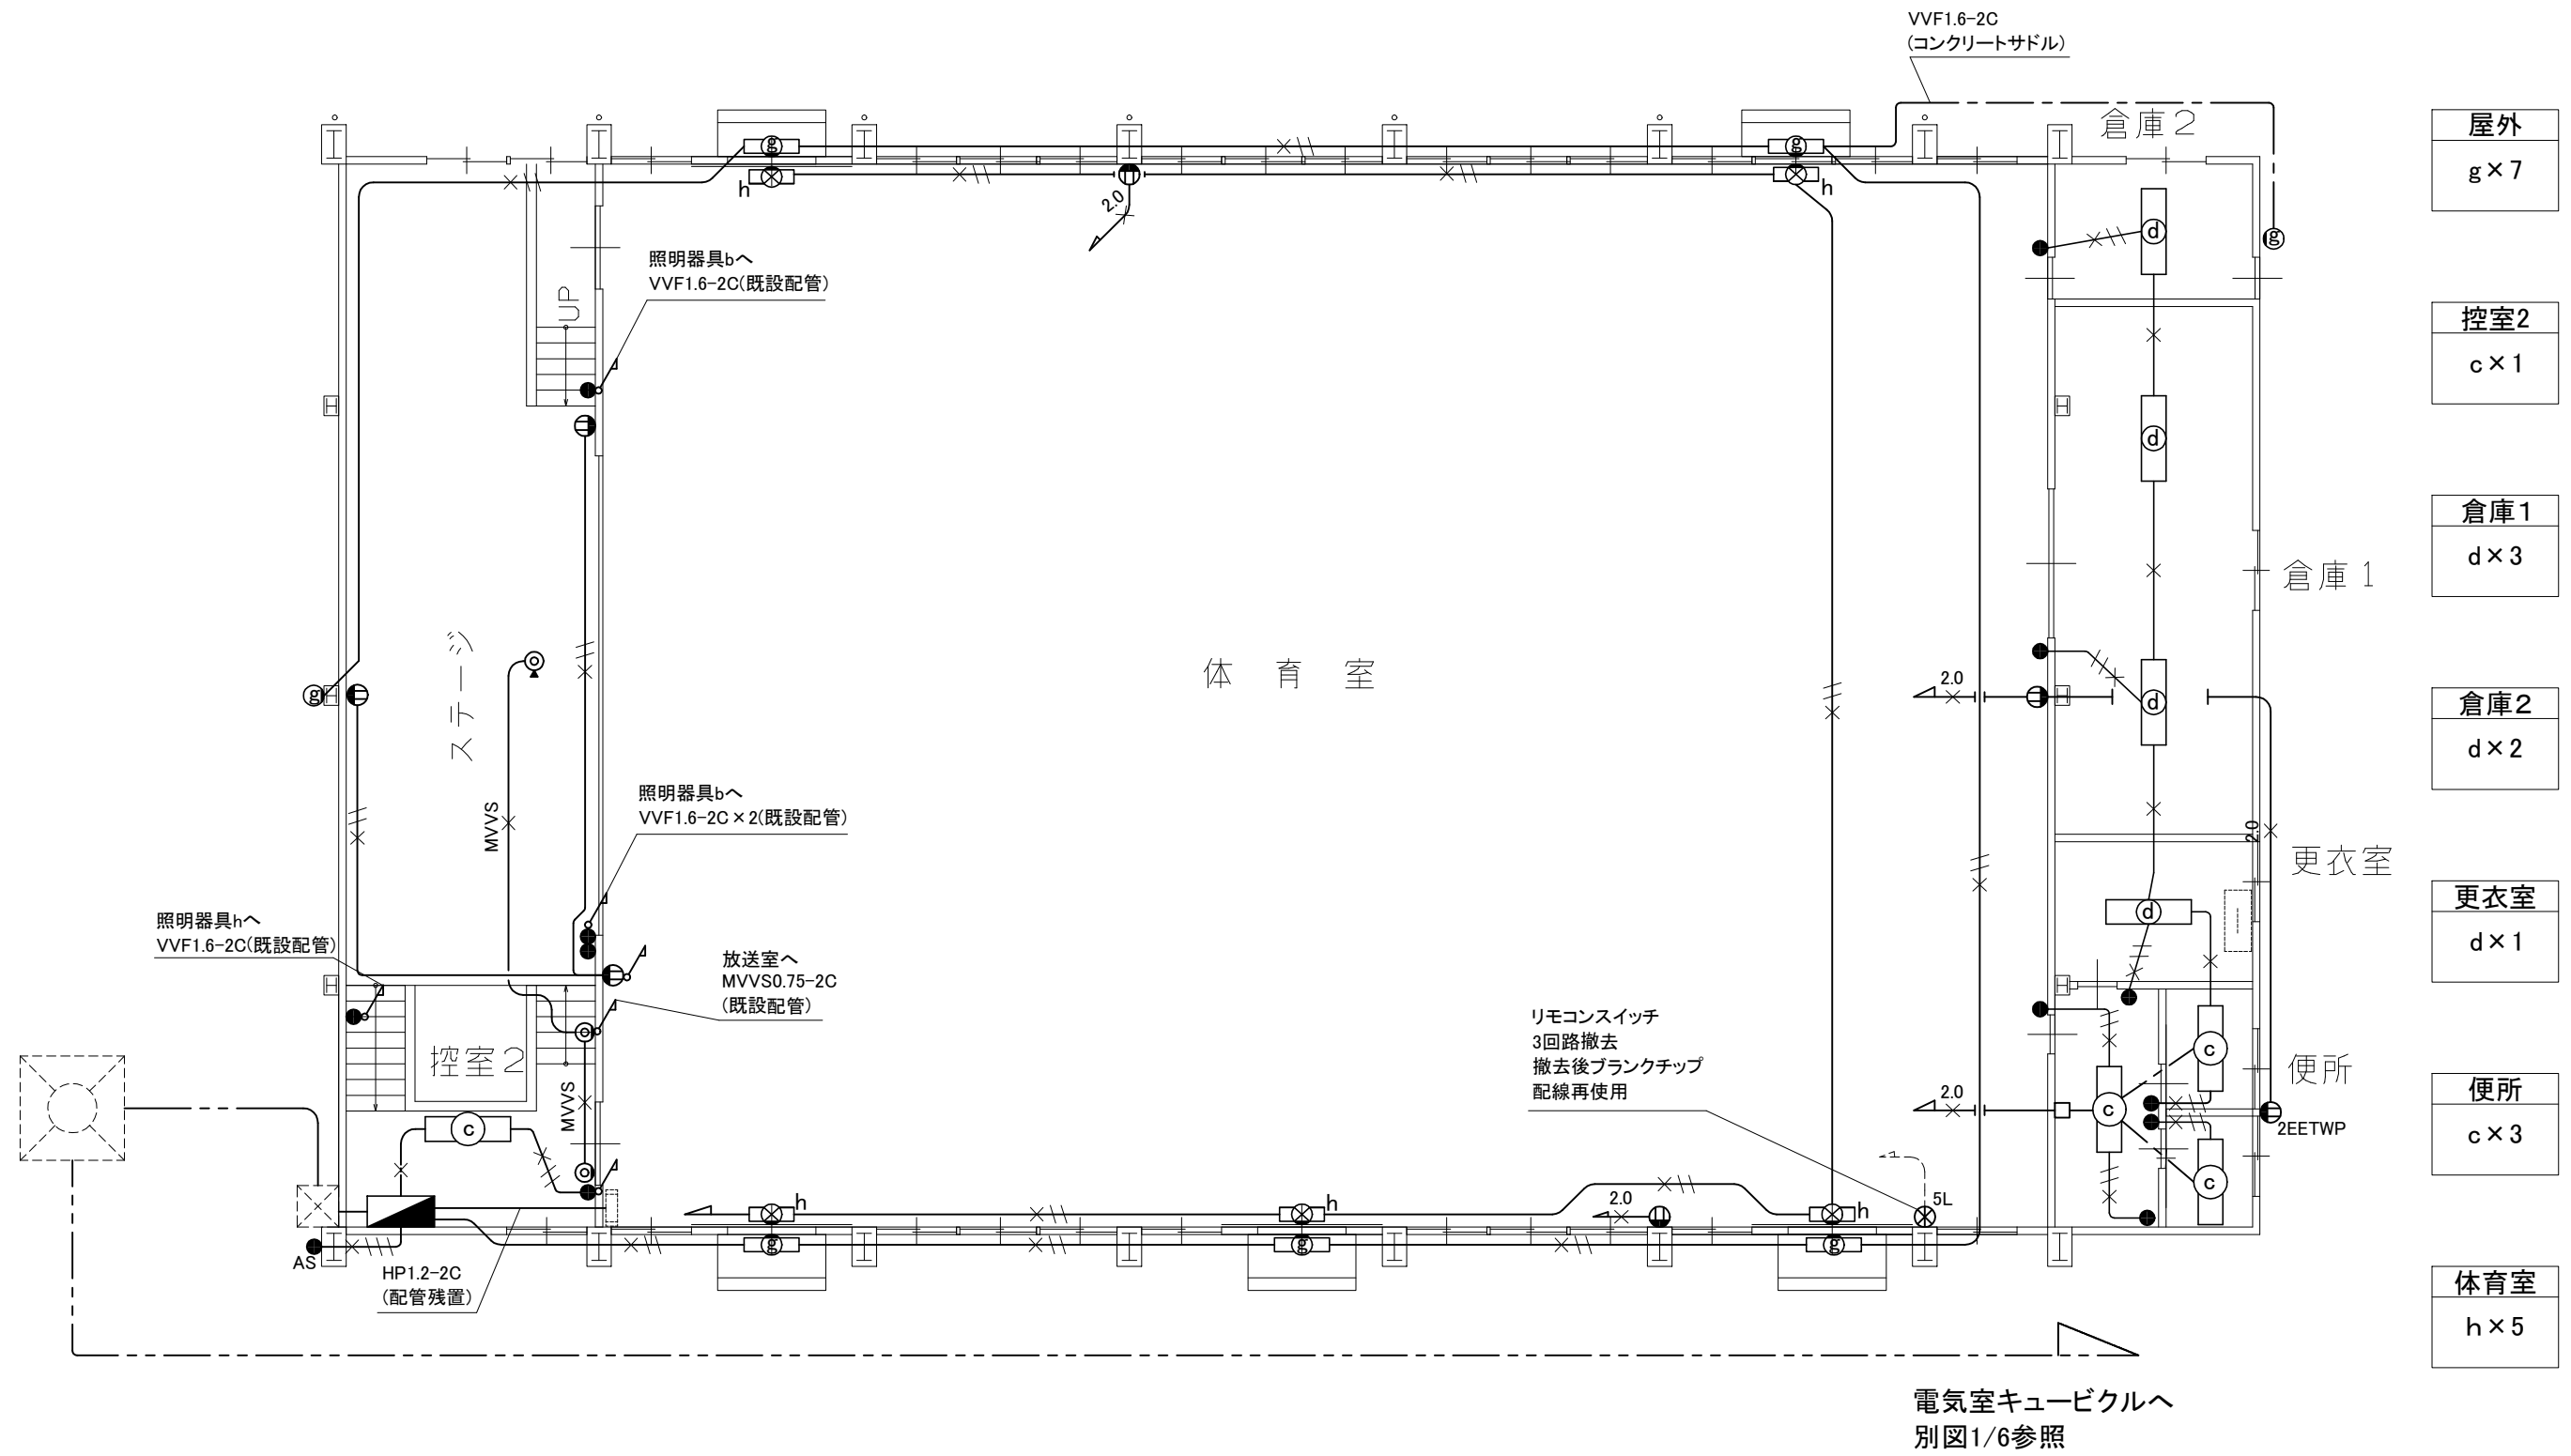 VVF1.6-2C
(コンクリートサドル)
倉庫2
屋外
g×7
g
g
h
h
2.0
d
g
照明器具bへ
VVF1.6-2C(既設配管)
UP
控室2
c×1
d
倉庫1
d×3
倉庫1
体 育 室
ステージ
g
2.0
d
倉庫2
d×2
照明器具bへ
VVF1.6-2C×2(既設配管)
MVVS
2.0
更衣室
更衣室
d×1
d
照明器具hへ
VVF1.6-2C(既設配管)
放送室へ
MVVS0.75-2C
(既設配管)
リモコンスイッチ
3回路撤去
撤去後ブランクチップ
配線再使用
控室2
MVVS
c
便所
便所
c×3
2.0
c
c
2EETWP
c
h
h
2.0
h
5L
g
g
g
AS
HP1.2-2C
(配管残置)
体育室
h×5
電気室キュービクルへ
別図1/6参照